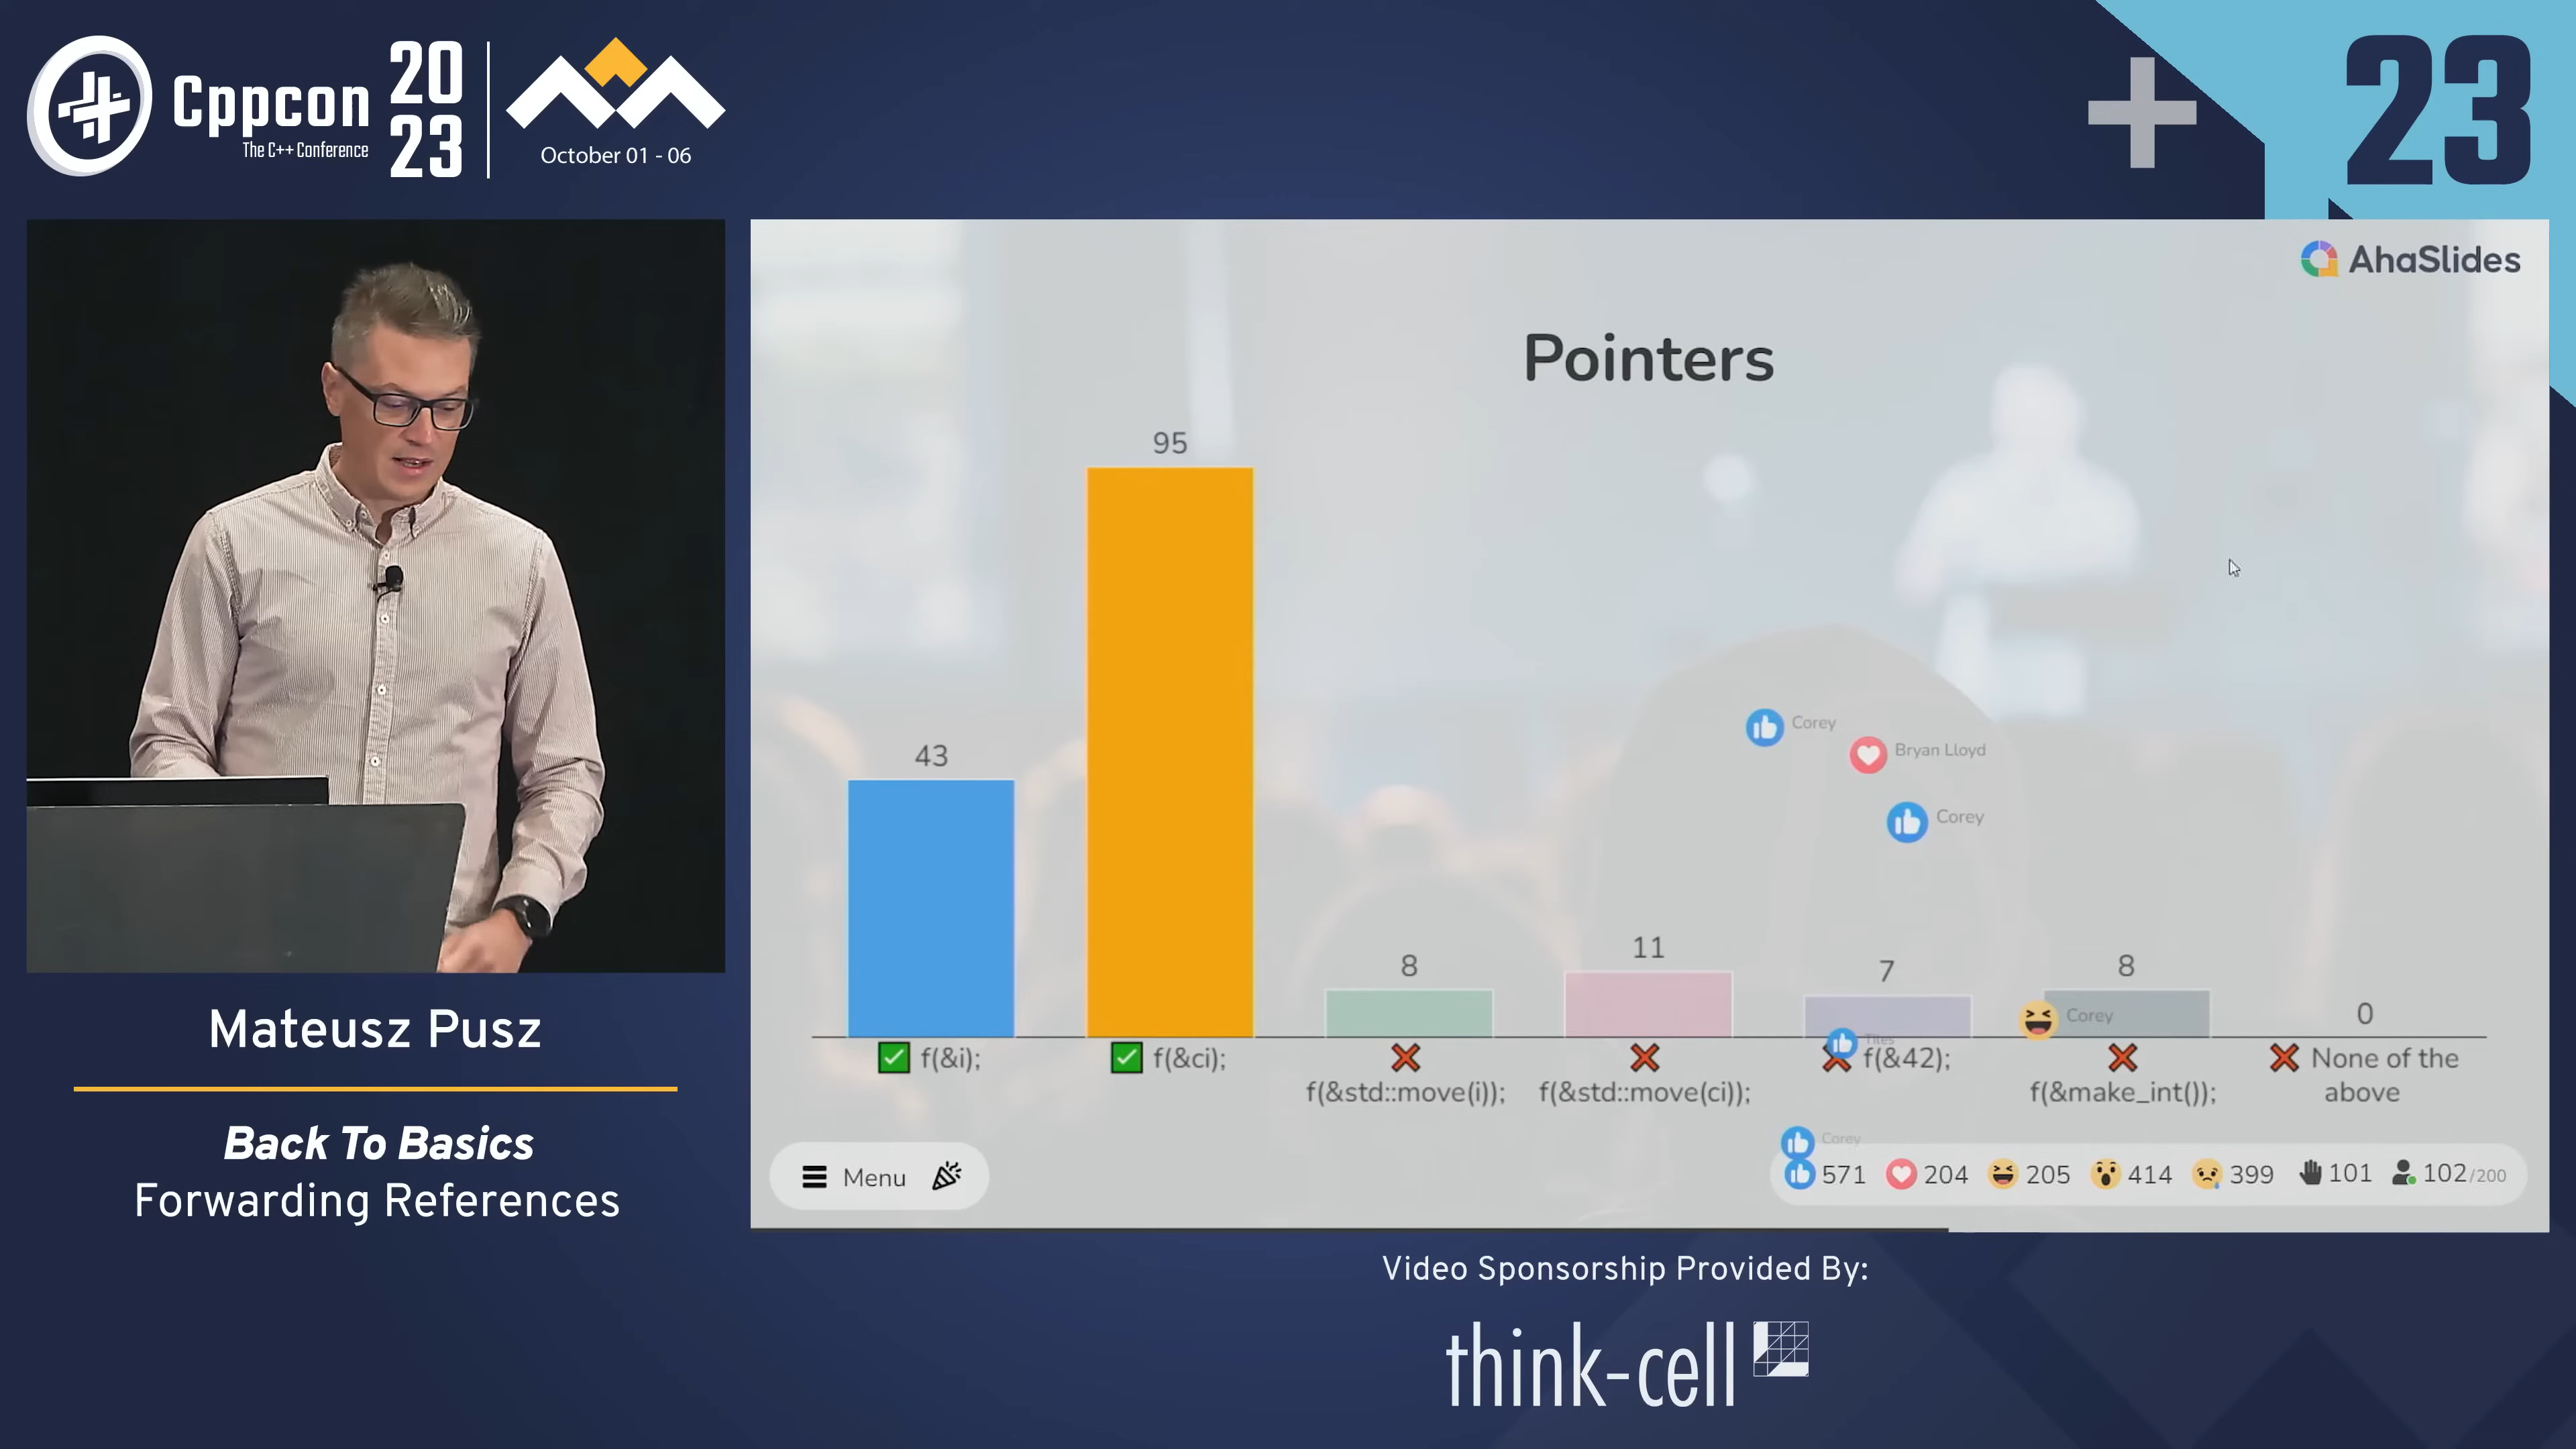 Cppcon
The C++ Conference
20
23
October 01 - 06
23
AhaSlides
Pointers
95
43
8
11
7
8
0
Corey
Bryan Lloyd
Corey
Corey
Tiles
f(&i);
f(&ci);
f(&std::move(i));
f(&std::move(ci));
f(&42);
f(&make_int());
None of the
above
Corey
Menu
571
204
205
414
399
101
102/200
Mateusz Pusz
Back To Basics
Forwarding References
Video Sponsorship Provided By:
think-cell